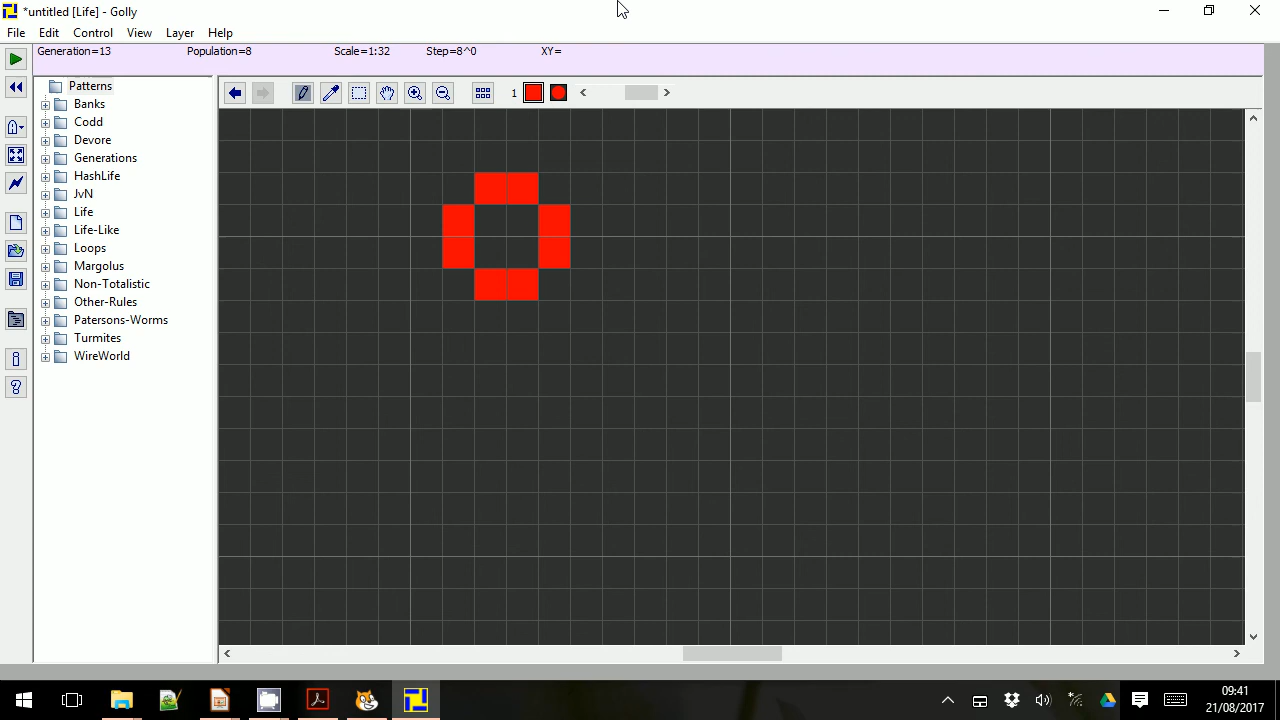 *untitled [Life] - Golly
File Edit Control View Layer Help
Generation=13 Population=8 Scale=1:32 Step=8^0 XY=
Patterns
Banks
Codd
Devore
Generations
HashLife
JvN
Life
Life-Like
Loops
Margolus
Non-Totalistic
Other-Rules
Patersons-Worms
Turmites
WireWorld
1
09:41
21/08/2017